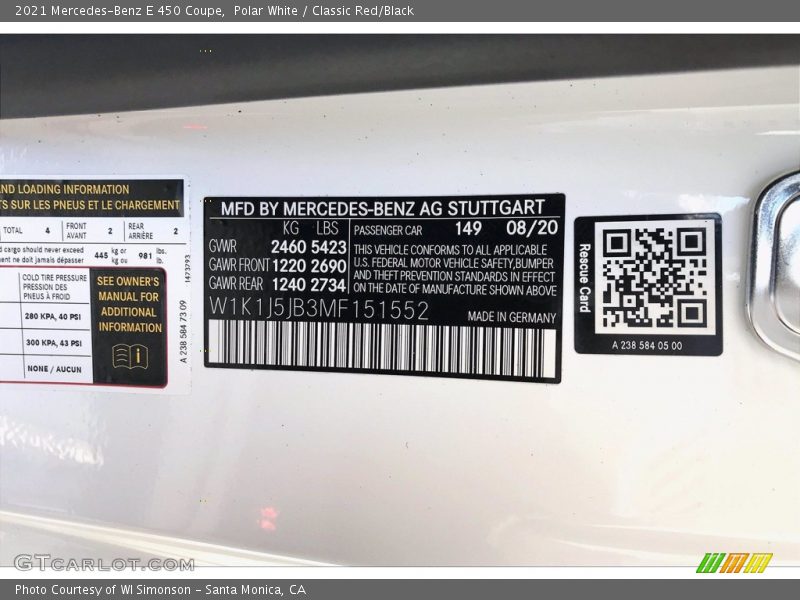 2021 Mercedes-Benz E 450 Coupe,  Polar White / Classic Red/Black
AND LOADING INFORMATION
TS SUR LES PNEUS ET LE CHARGEMENT
TOTAL 4 FRONT AVANT 2 REAR ARRIÈRE 2
d cargo should never exceed 445 kg or 981 lbs.
ment ne doit jamais dépasser kg ou lb.
COLD TIRE PRESSURE
PRESSION DES
PNEUS À FROID
280 KPA, 40 PSI
300 KPA, 43 PSI
NONE / AUCUN
SEE OWNER'S
MANUAL FOR
ADDITIONAL
INFORMATION
A 238 584 73 09
1473293
MFD BY MERCEDES-BENZ AG STUTTGART
KG LBS
GWR 2460 5423
GAWR FRONT 1220 2690
GAWR REAR 1240 2734
PASSENGER CAR 149 08/20
THIS VEHICLE CONFORMS TO ALL APPLICABLE
U.S. FEDERAL MOTOR VEHICLE SAFETY,BUMPER
AND THEFT PREVENTION STANDARDS IN EFFECT
ON THE DATE OF MANUFACTURE SHOWN ABOVE
W1K1J5JB3MF151552
MADE IN GERMANY
Rescue Card
A 238 584 05 00
GTCARLOT.COM
Photo Courtesy of WI Simonson - Santa Monica, CA